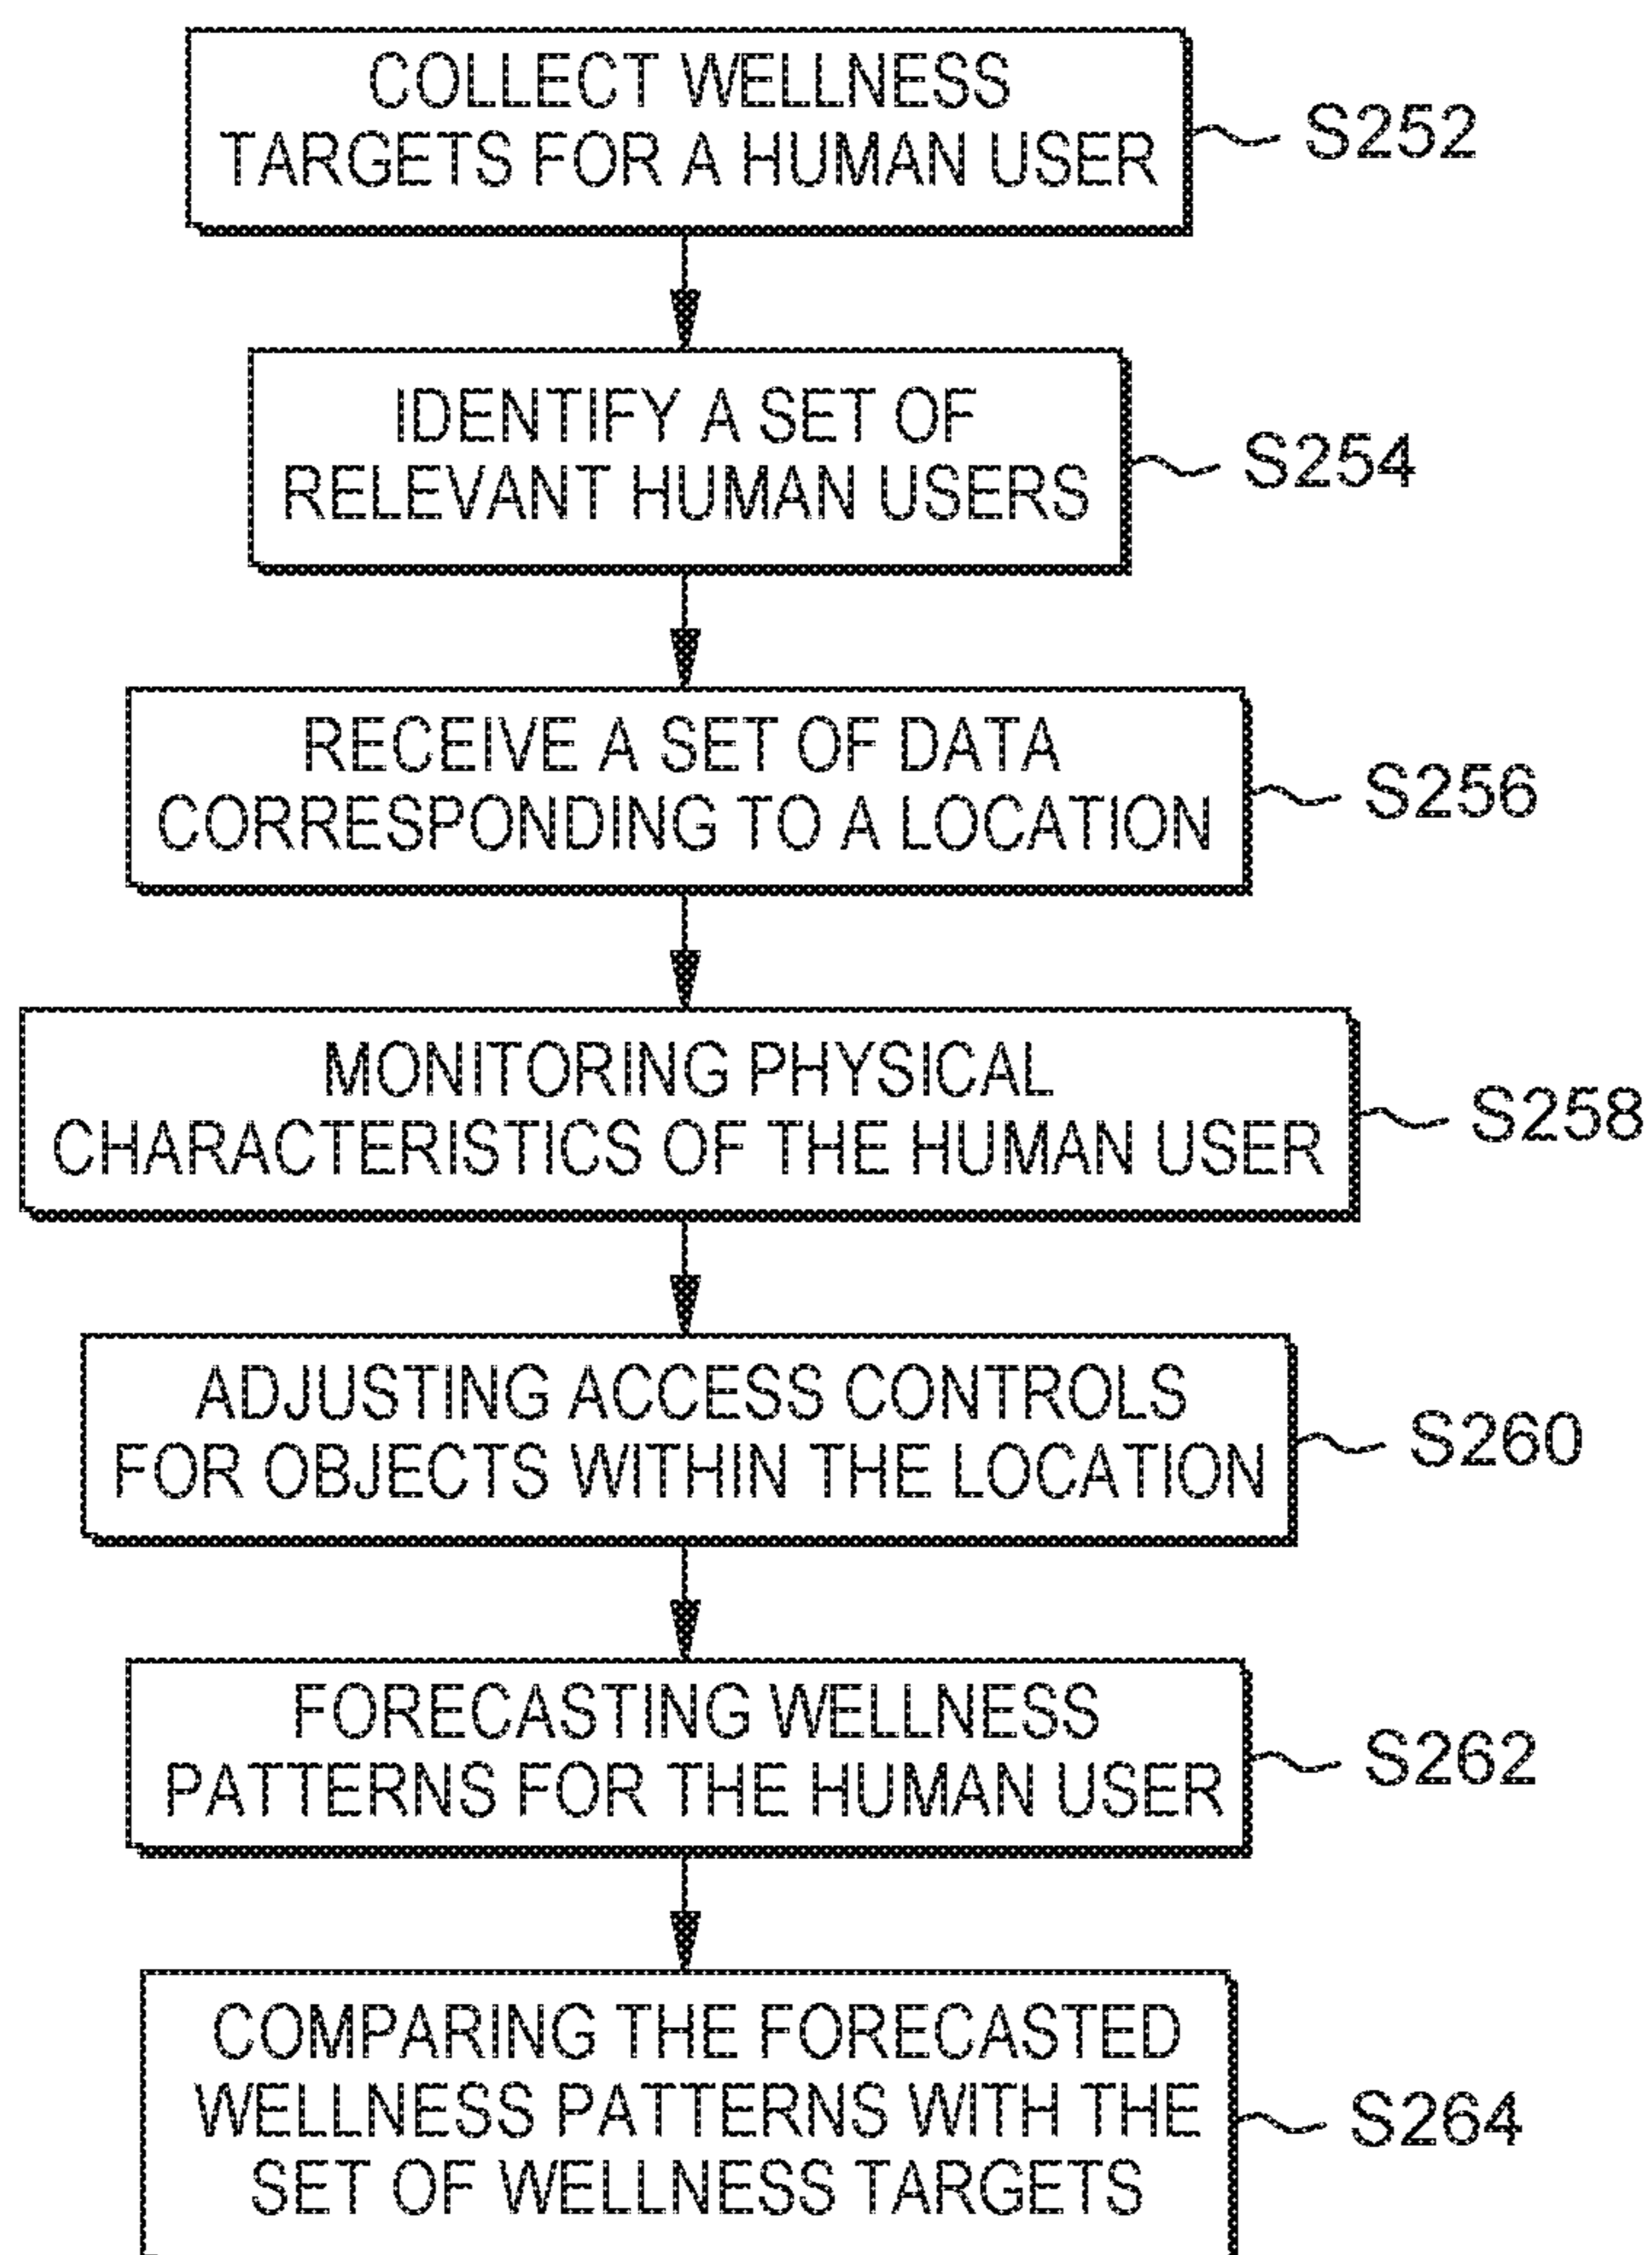 COLLECT WELLNESS
TARGETS FOR A HUMAN USER
S252
IDENTIFY A SET OF
RELEVANT HUMAN USERS
S254
RECEIVE A SET OF DATA
CORRESPONDING TO A LOCATION
S256
MONITORING PHYSICAL
CHARACTERISTICS OF THE HUMAN USER
S258
ADJUSTING ACCESS CONTROLS
FOR OBJECTS WITHIN THE LOCATION
S260
FORECASTING WELLNESS
PATTERNS FOR THE HUMAN USER
S262
COMPARING THE FORECASTED
WELLNESS PATTERNS WITH THE
SET OF WELLNESS TARGETS
S264